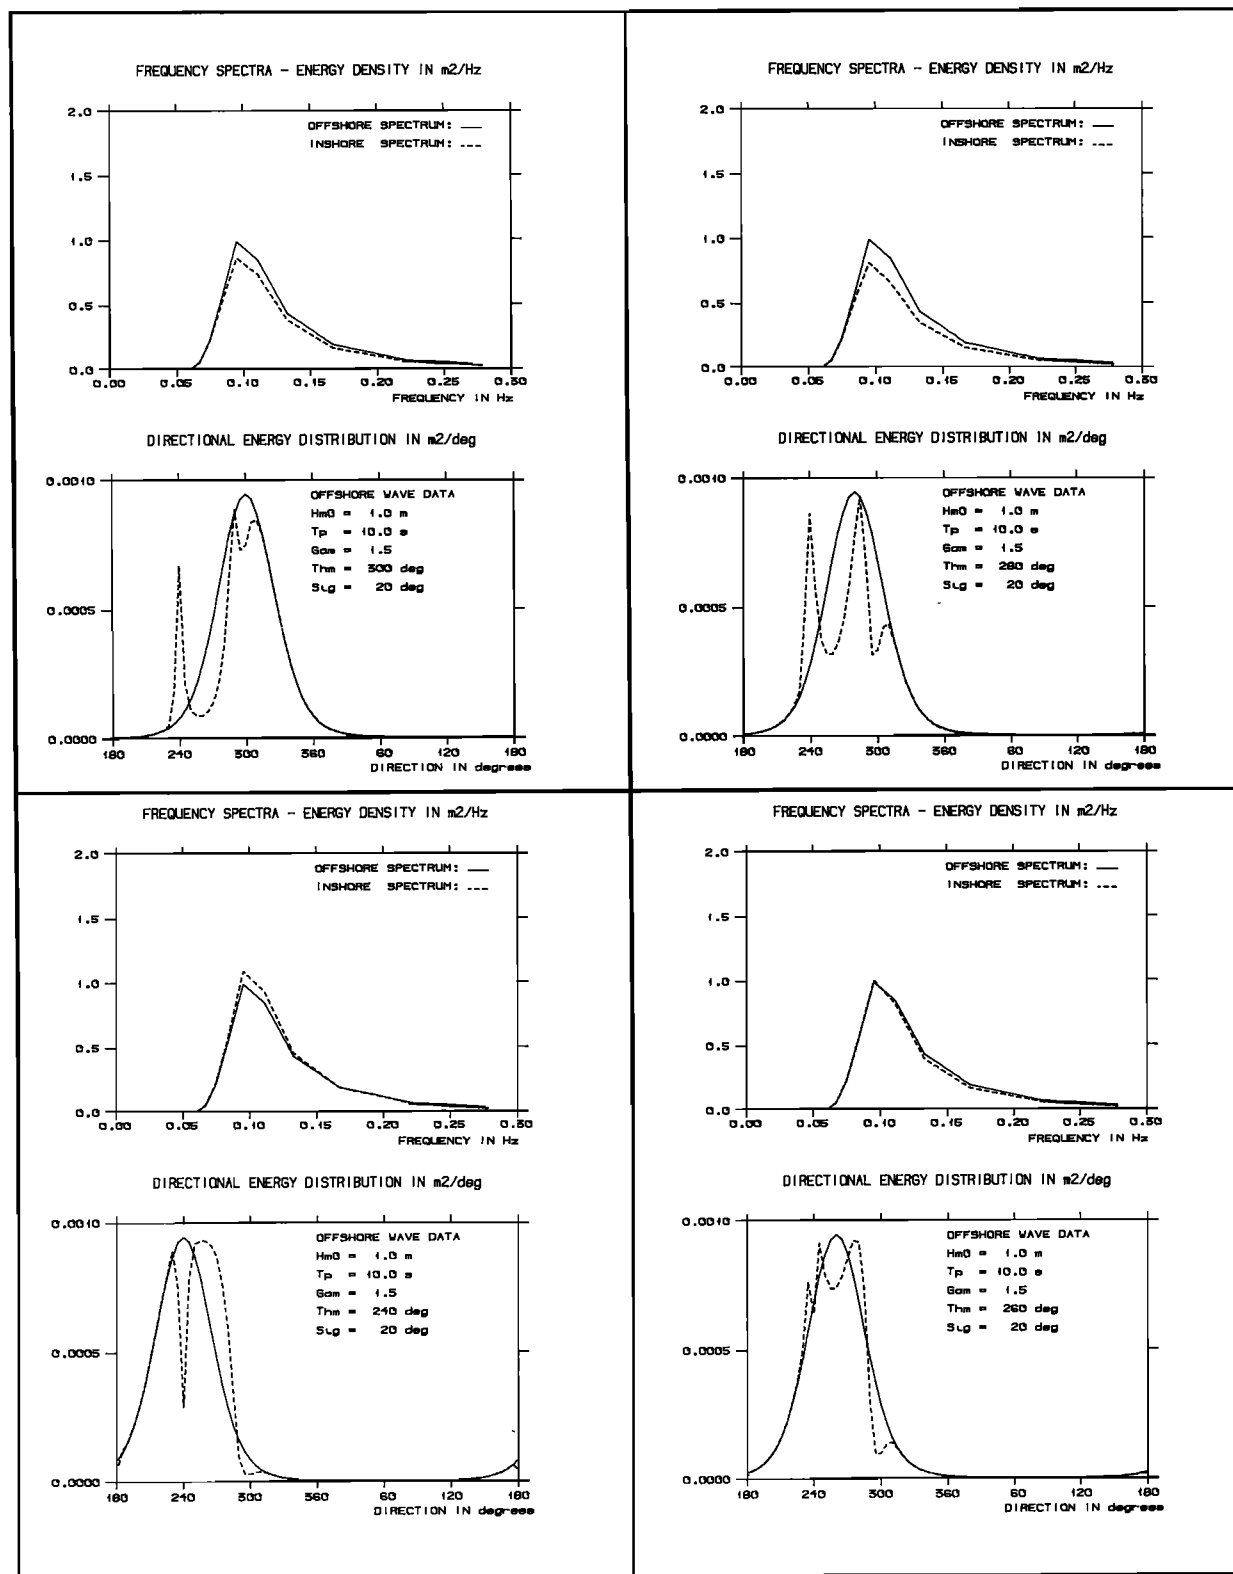 FREQUENCY SPECTRA - ENERGY DENSITY IN m2/Hz
2.0
OFFSHORE SPECTRUM:
INSHORE SPECTRUM:
1.5
1.0
0.5
0.0
0.00 0.05 0.10 0.15 0.20 0.25 0.30
FREQUENCY IN Hz
DIRECTIONAL ENERGY DISTRIBUTION IN m2/deg
0.0010
OFFSHORE WAVE DATA
Hm0 = 1.0 m
Tp = 10.0 s
Gam = 1.5
Thm = 300 deg
Sig = 20 deg
0.0005
0.0000
180 240 300 360 60 120 180
DIRECTION IN degrees
FREQUENCY SPECTRA - ENERGY DENSITY IN m2/Hz
2.0
OFFSHORE SPECTRUM:
INSHORE SPECTRUM:
1.5
1.0
0.5
0.0
0.00 0.05 0.10 0.15 0.20 0.25 0.30
FREQUENCY IN Hz
DIRECTIONAL ENERGY DISTRIBUTION IN m2/deg
0.0010
OFFSHORE WAVE DATA
Hm0 = 1.0 m
Tp = 10.0 s
Gam = 1.5
Thm = 280 deg
Sig = 20 deg
0.0005
0.0000
180 240 300 360 60 120 180
DIRECTION IN degrees
FREQUENCY SPECTRA - ENERGY DENSITY IN m2/Hz
2.0
OFFSHORE SPECTRUM:
INSHORE SPECTRUM:
1.5
1.0
0.5
0.0
0.00 0.05 0.10 0.15 0.20 0.25 0.30
FREQUENCY IN Hz
DIRECTIONAL ENERGY DISTRIBUTION IN m2/deg
0.0010
OFFSHORE WAVE DATA
Hm0 = 1.0 m
Tp = 10.0 s
Gam = 1.5
Thm = 240 deg
Sig = 20 deg
0.0005
0.0000
180 240 300 360 60 120 180
DIRECTION IN degrees
FREQUENCY SPECTRA - ENERGY DENSITY IN m2/Hz
2.0
OFFSHORE SPECTRUM:
INSHORE SPECTRUM:
1.5
1.0
0.5
0.0
0.00 0.05 0.10 0.15 0.20 0.25 0.30
FREQUENCY IN Hz
DIRECTIONAL ENERGY DISTRIBUTION IN m2/deg
0.0010
OFFSHORE WAVE DATA
Hm0 = 1.0 m
Tp = 10.0 s
Gam = 1.5
Thm = 260 deg
Sig = 20 deg
0.0005
0.0000
180 240 300 360 60 120 180
DIRECTION IN degrees